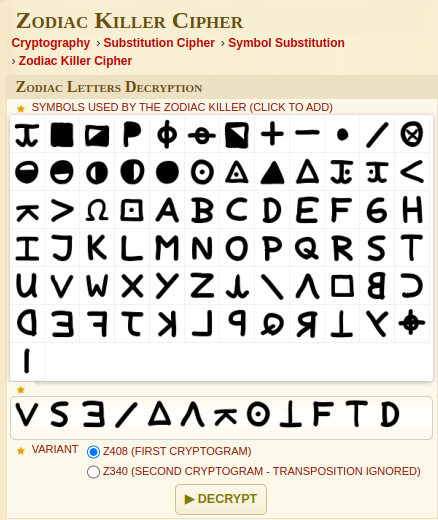 ZODIAC KILLER CIPHER
Cryptography › Substitution Cipher › Symbol Substitution
› Zodiac Killer Cipher
ZODIAC LETTERS DECRYPTION
★ SYMBOLS USED BY THE ZODIAC KILLER (CLICK TO ADD)
■ P ϕ + − • / ⊗
● ⊙ ◬ ▲ △ <
⌅ > Ω ⊡ A B C D E F 6 H
I J K L M N O P Q R S T
U V W X Y Z \ Λ □ ᗺ Ɔ
ᗡ Ǝ ꟻ ꓘ ⅃ ꟼ Я ⊥ ⌖
I
★
V S Ǝ / △ Λ ⌅ ⊙ ⊥ F T D
★ VARIANT Z408 (FIRST CRYPTOGRAM)
Z340 (SECOND CRYPTOGRAM - TRANSPOSITION IGNORED)
▶ DECRYPT